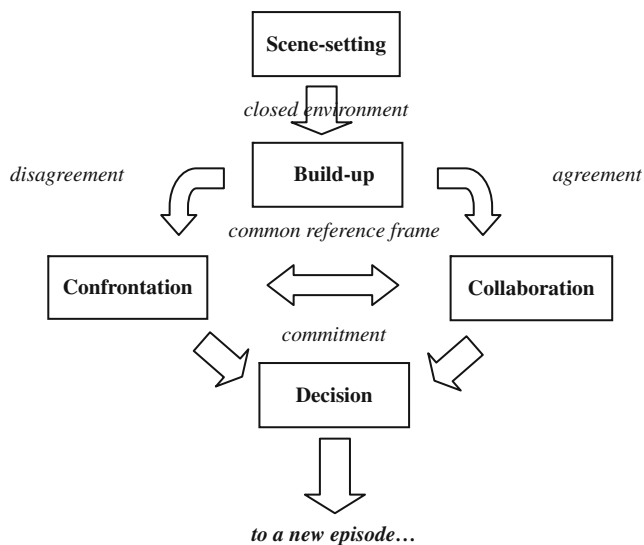 Scene-setting
closed environment
disagreement
Build-up
agreement
common reference frame
Confrontation
Collaboration
commitment
Decision
to a new episode…